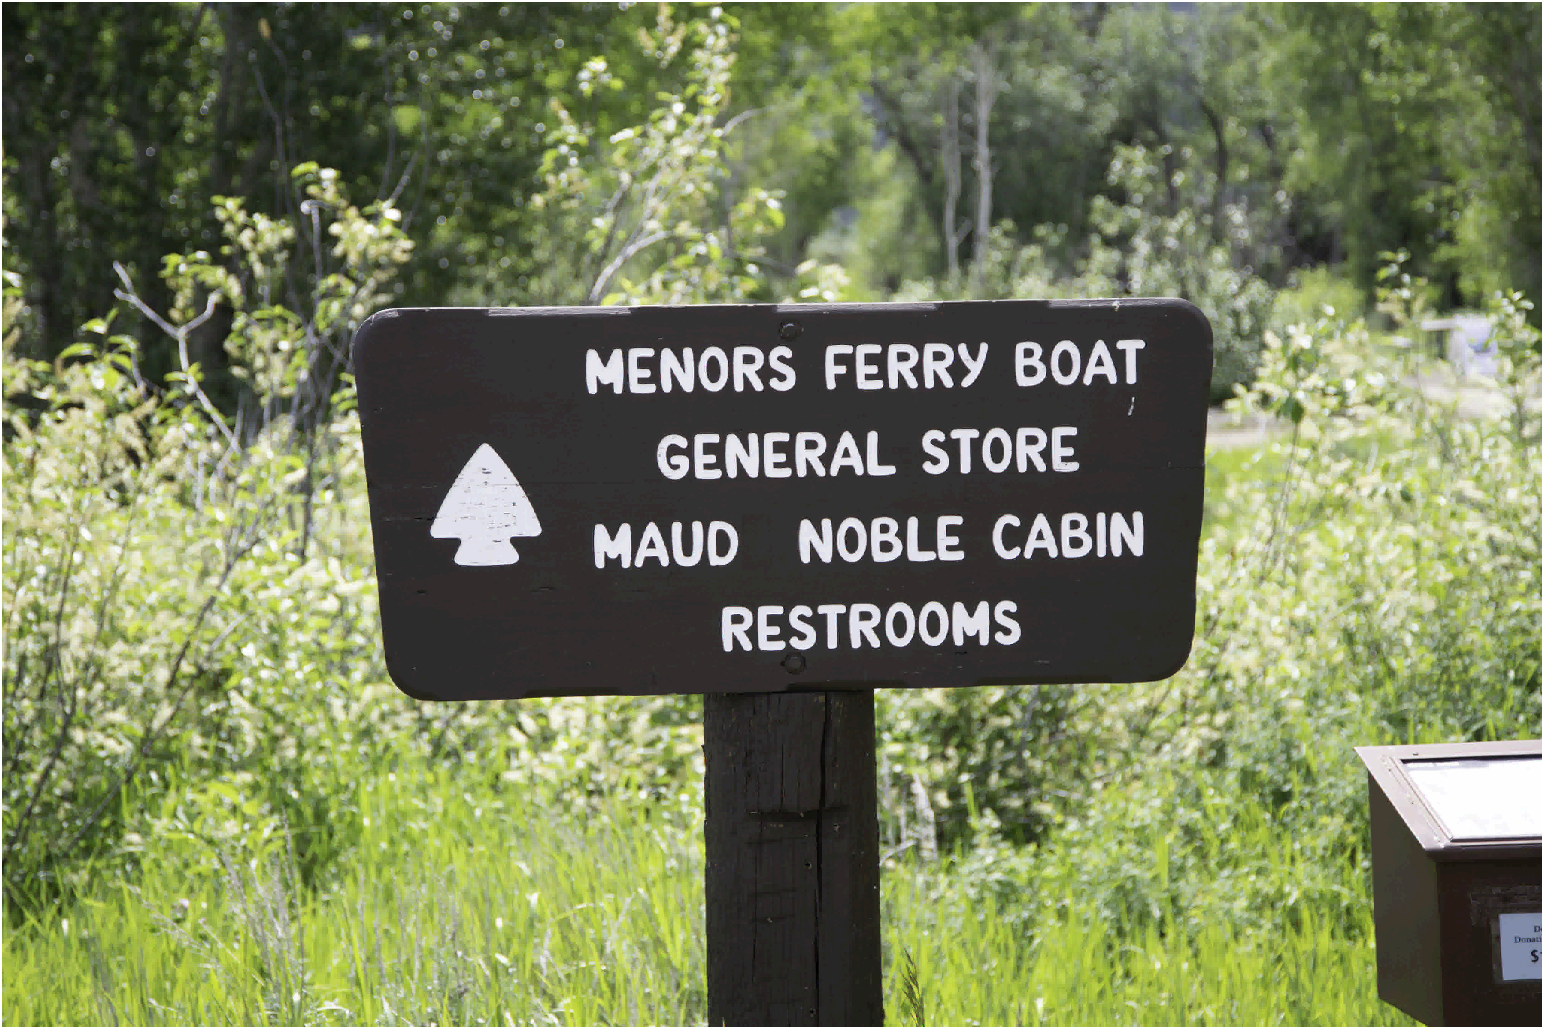 MENORS FERRY BOAT
GENERAL STORE
MAUD NOBLE CABIN
RESTROOMS